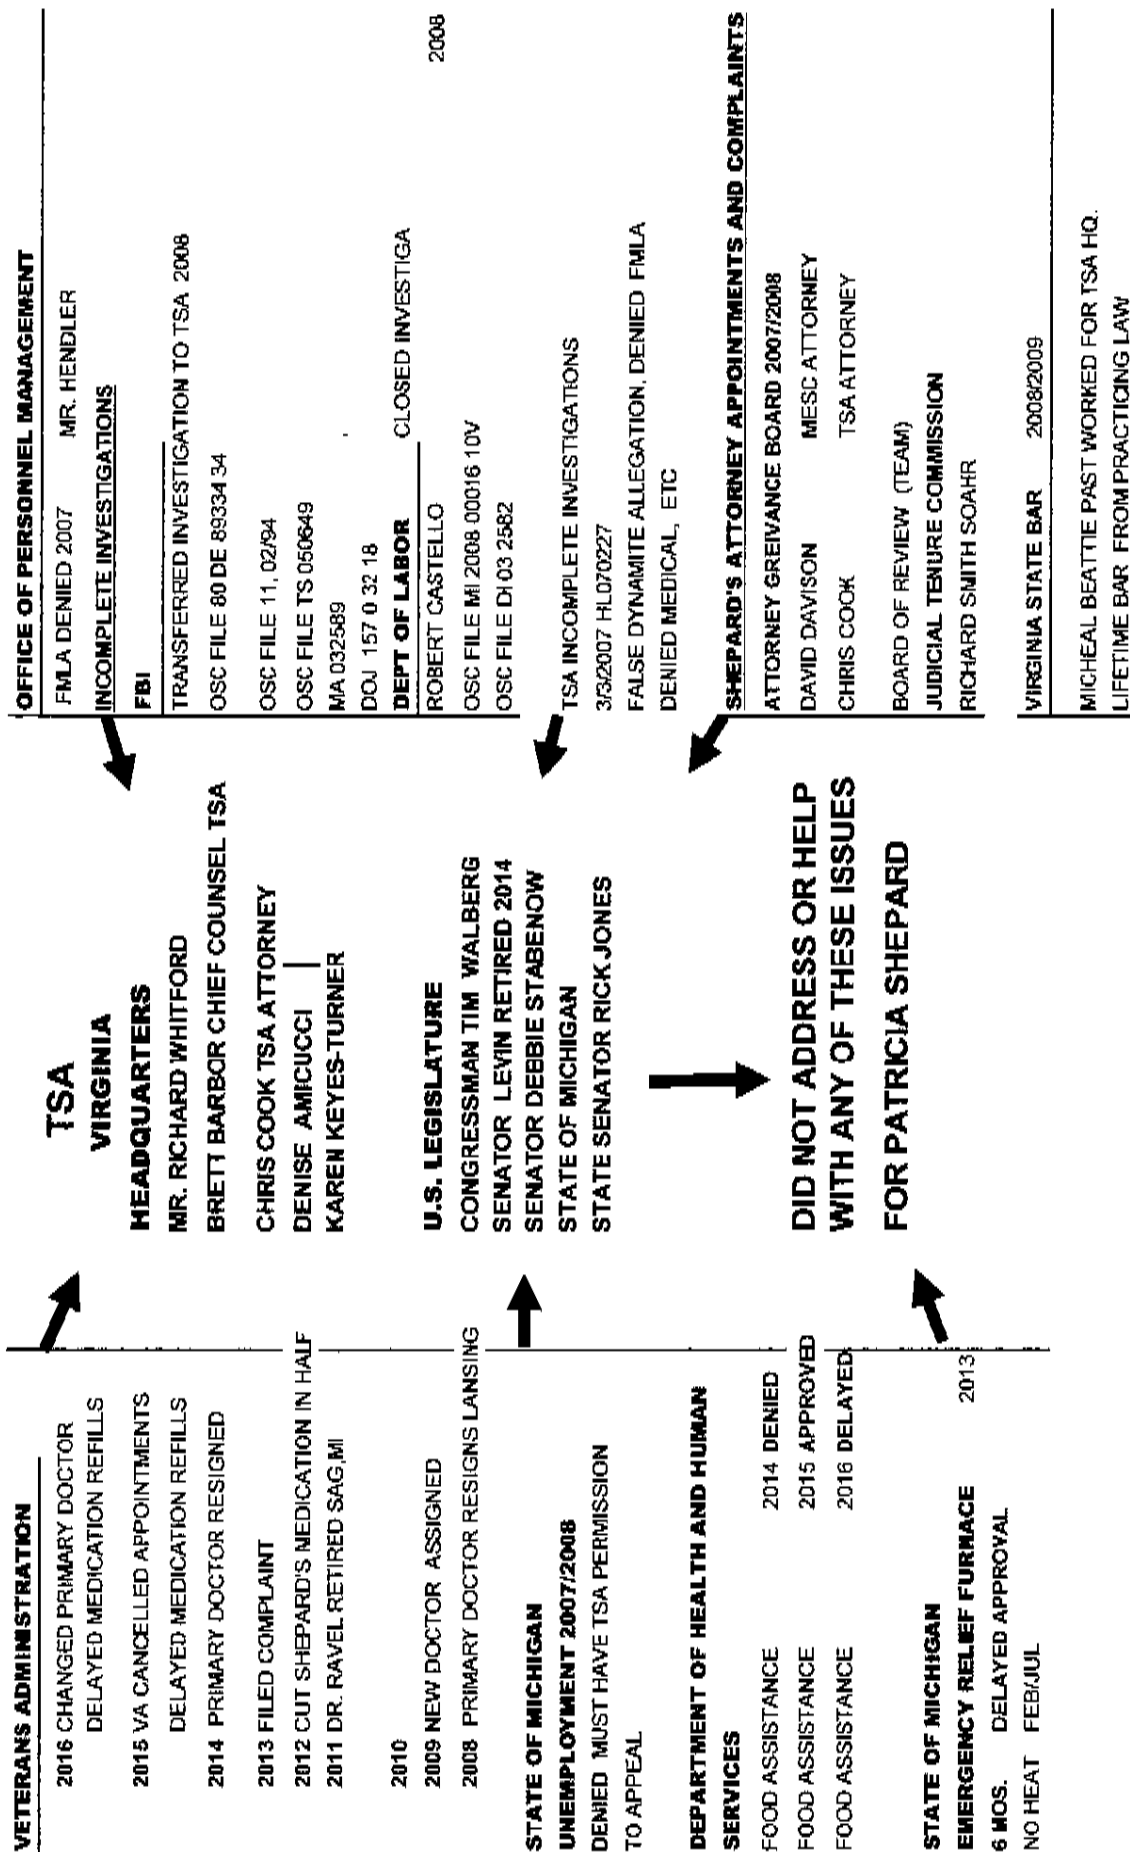 VETERANS ADMINISTRATION
2016 CHANGED PRIMARY DOCTOR
DELAYED MEDICATION REFILLS
2015 VA CANCELLED APPOINTMENTS
DELAYED MEDICATION REFILLS
2014 PRIMARY DOCTOR RESIGNED
2013 FILED COMPLAINT
2012 CUT SHEPARD'S MEDICATION IN HALF
2011 DR. RAVEL RETIRED SAG,MI
2010
2009 NEW DOCTOR ASSIGNED
2008 PRIMARY DOCTOR RESIGNS LANSING
STATE OF MICHIGAN
UNEMPLOYMENT 2007/2008
DENIED MUST HAVE TSA PERMISSION
TO APPEAL
DEPARTMENT OF HEALTH AND HUMAN
SERVICES
FOOD ASSISTANCE 2014 DENIED
FOOD ASSISTANCE 2015 APPROVED
FOOD ASSISTANCE 2016 DELAYED
STATE OF MICHIGAN
EMERGENCY RELIEF FURNACE 2013
6 MOS. DELAYED APPROVAL
NO HEAT FEB/JUL
TSA
VIRGINIA
HEADQUARTERS
MR. RICHARD WHITFORD
BRETT BARBOR CHIEF COUNSEL TSA
CHRIS COOK TSA ATTORNEY
DENISE AMICUCCI
KAREN KEYES-TURNER
U.S. LEGISLATURE
CONGRESSMAN TIM WALBERG
SENATOR LEVIN RETIRED 2014
SENATOR DEBBIE STABENOW
STATE OF MICHIGAN
STATE SENATOR RICK JONES
DID NOT ADDRESS OR HELP
WITH ANY OF THESE ISSUES
FOR PATRICIA SHEPARD
OFFICE OF PERSONNEL MANAGEMENT
FMLA DENIED 2007 MR. HENDLER
INCOMPLETE INVESTIGATIONS
FBI
TRANSFERRED INVESTIGATION TO TSA 2008
OSC FILE 80 DE 8933434
OSC FILE 11, 02/94
OSC FILE TS 050649
MA 032589
DOJ 157 0 32 18
DEPT OF LABOR CLOSED INVESTIGA 2008
ROBERT CASTELLO
OSC FILE MI 2008 00016 10V
OSC FILE DI 03 2582
TSA INCOMPLETE INVESTIGATIONS
3/3/2007 HL070227
FALSE DYNAMITE ALLEGATION, DENIED FMLA
DENIED MEDICAL, ETC
SHEPARD'S ATTORNEY APPOINTMENTS AND COMPLAINTS
ATTORNEY GREIVANCE BOARD 2007/2008
DAVID DAVISON MESC ATTORNEY
CHRIS COOK TSA ATTORNEY
BOARD OF REVIEW (TEAM)
JUDICIAL TENURE COMMISSION
RICHARD SMITH SOAHR
VIRGINIA STATE BAR 2008/2009
MICHEAL BEATTIE PAST WORKED FOR TSA HQ.
LIFETIME BAR FROM PRACTICING LAW